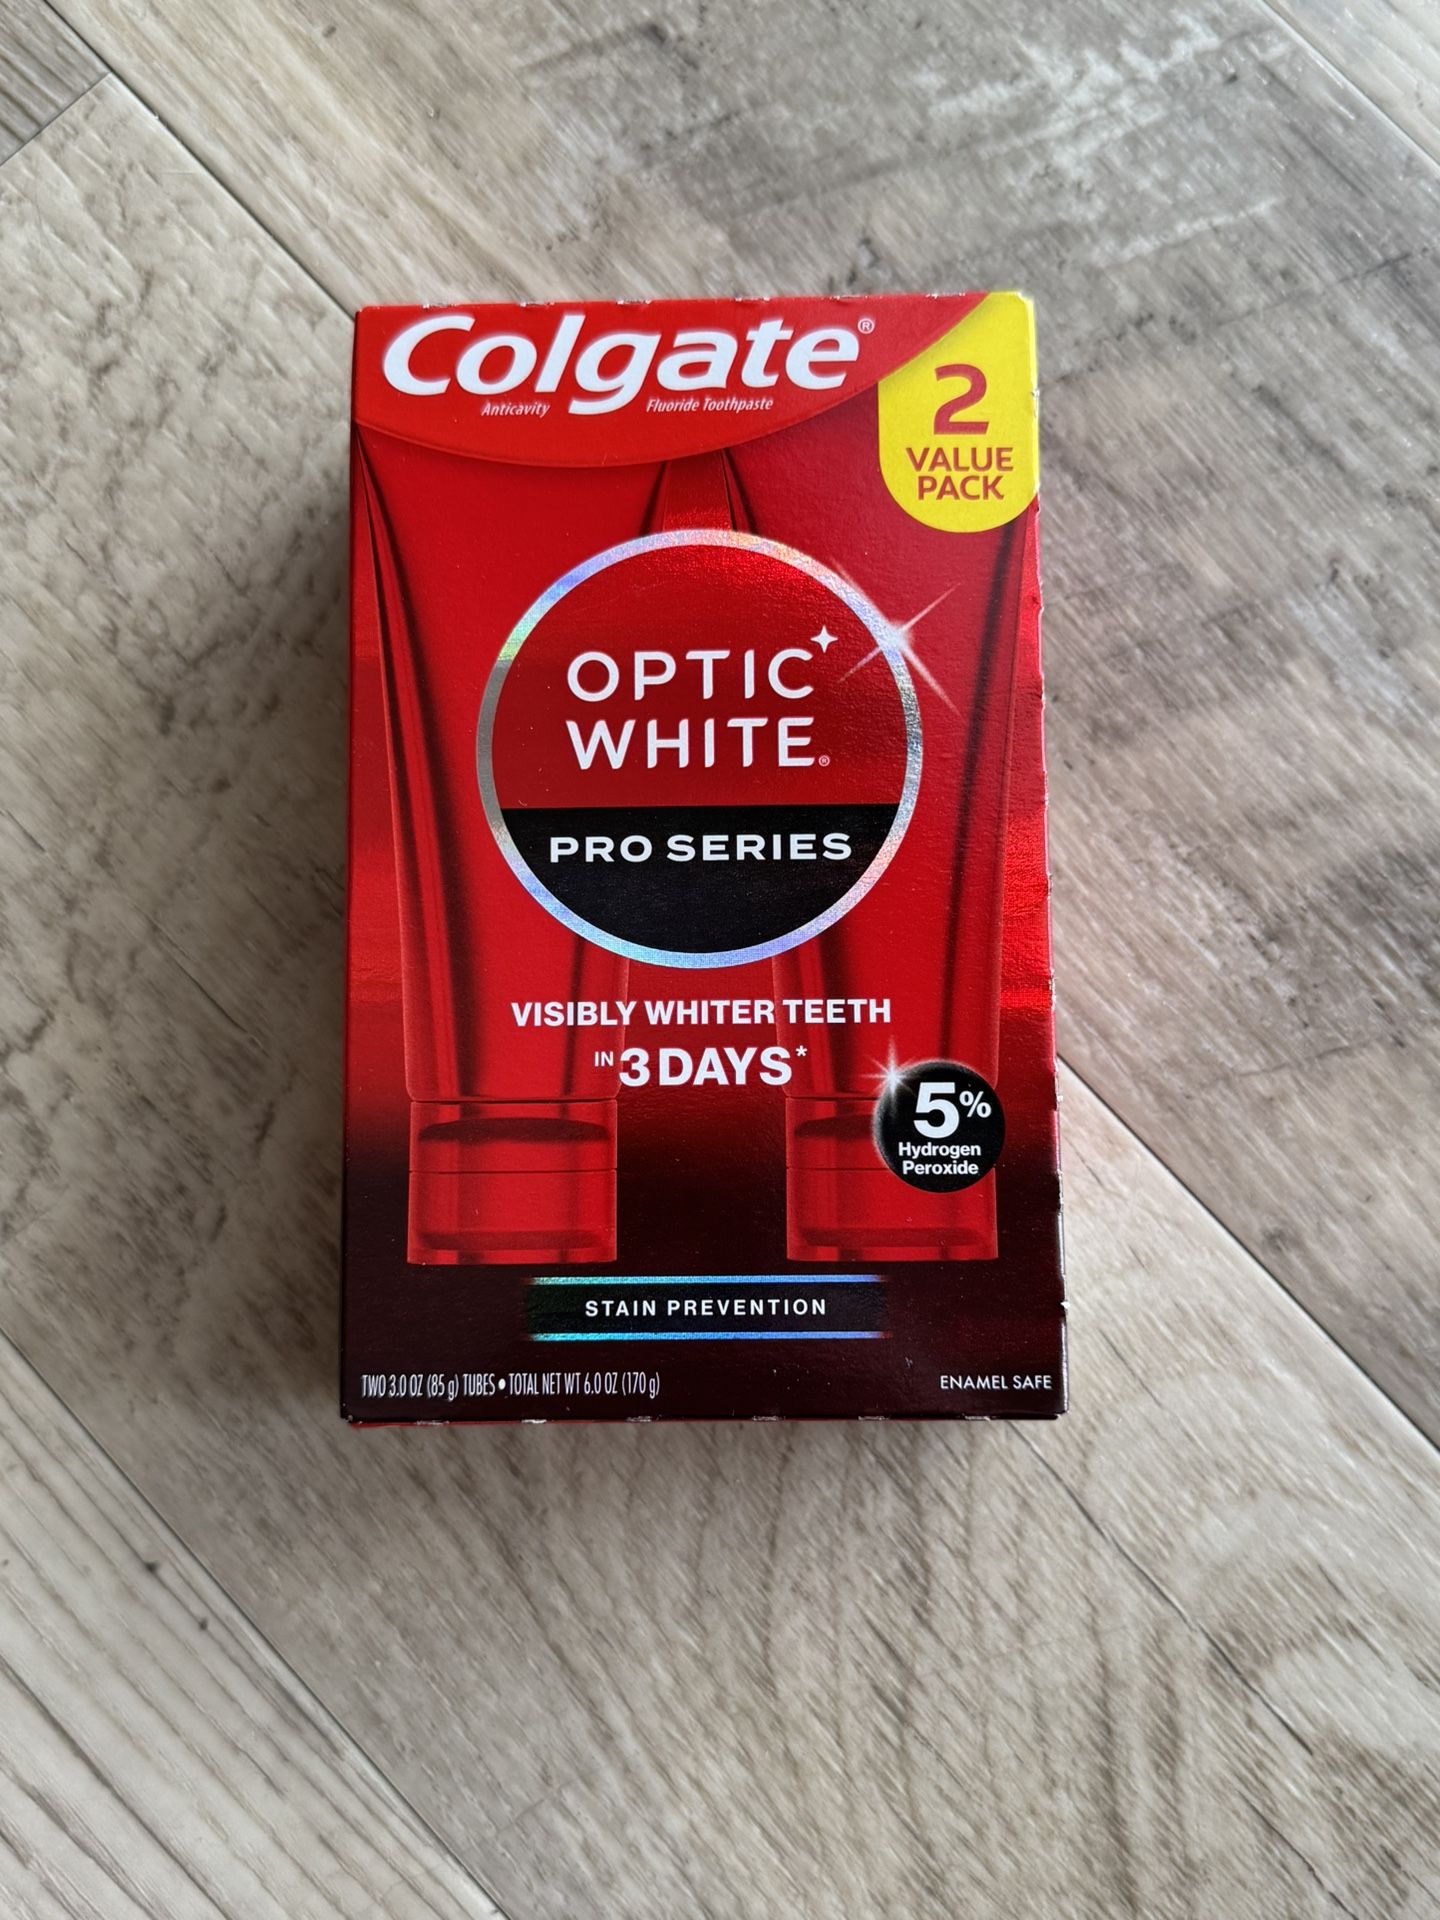 Colgate®
Anticavity Fluoride Toothpaste
2
VALUE
PACK
OPTIC
WHITE®
PRO SERIES
VISIBLY WHITER TEETH
IN 3 DAYS*
5%
Hydrogen
Peroxide
STAIN PREVENTION
TWO 3.0 OZ (85 g) TUBES • TOTAL NET WT 6.0 OZ (170 g)
ENAMEL SAFE